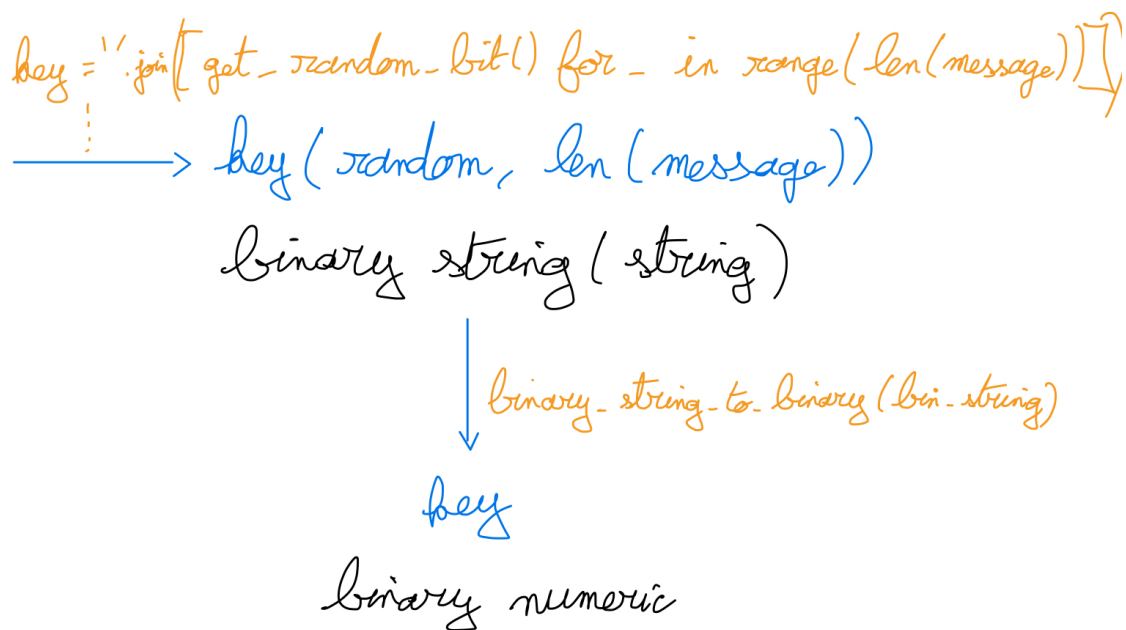 key = ''.join([get_random_bit() for _ in range(len(message))])
key(random, len(message))
binary string(string)
binary_string_to_binary(bin_string)
key
binary numeric